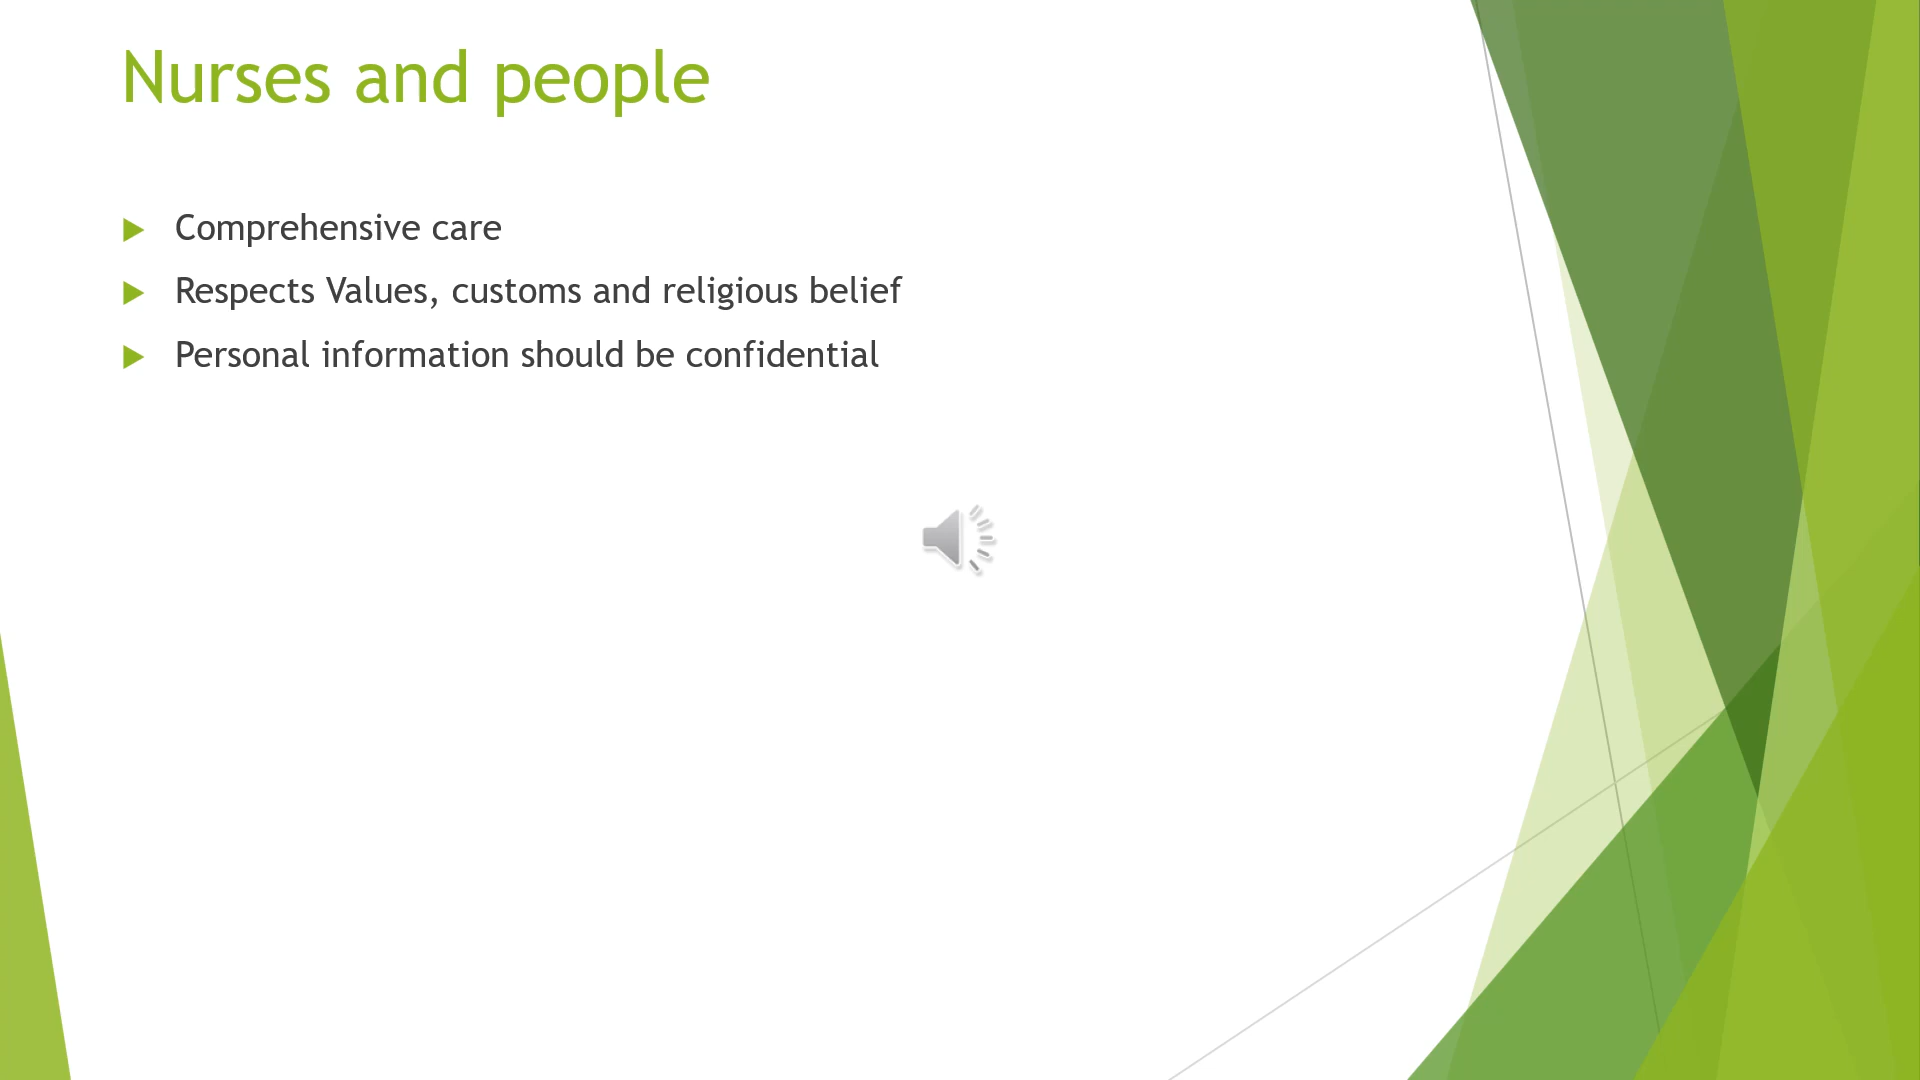 Nurses and people
Comprehensive care
Respects Values, customs and religious belief
Personal information should be confidential